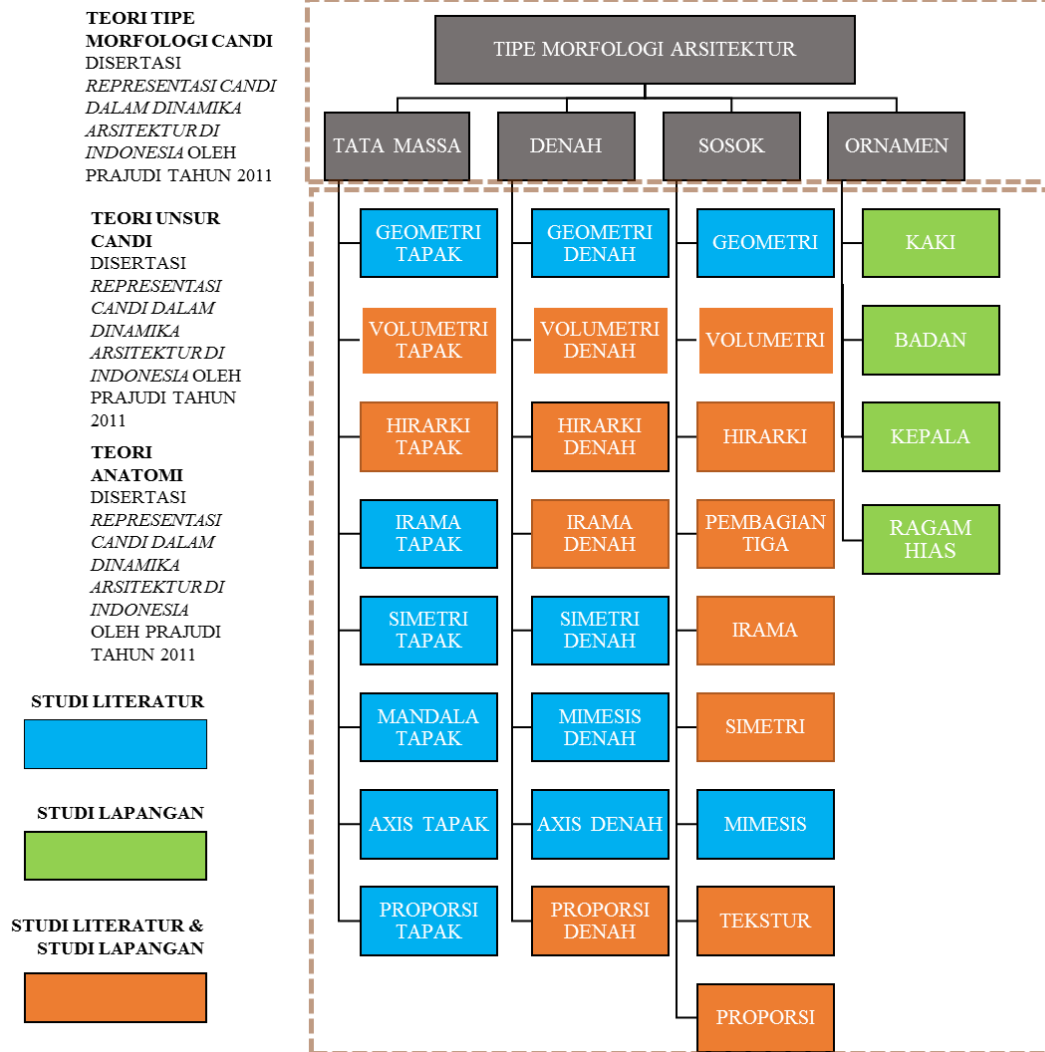 TEORI TIPE
MORFOLOGI CANDI
DISERTASI
REPRESENTASI CANDI
DALAM DINAMIKA
ARSITEKTUR DI
INDONESIA OLEH
PRAJUDI TAHUN 2011
TEORI UNSUR
CANDI
DISERTASI
REPRESENTASI
CANDI DALAM
DINAMIKA
ARSITEKTUR DI
INDONESIA OLEH
PRAJUDI TAHUN
2011
TEORI
ANATOMI
DISERTASI
REPRESENTASI
CANDI DALAM
DINAMIKA
ARSITEKTUR DI
INDONESIA
OLEH PRAJUDI
TAHUN 2011
STUDI LITERATUR
STUDI LAPANGAN
STUDI LITERATUR &
STUDI LAPANGAN
TIPE MORFOLOGI ARSITEKTUR
TATA MASSA
GEOMETRI
TAPAK
VOLUMETRI
TAPAK
HIRARKI
TAPAK
IRAMA
TAPAK
SIMETRI
TAPAK
MANDALA
TAPAK
AXIS TAPAK
PROPORSI
TAPAK
DENAH
GEOMETRI
DENAH
VOLUMETRI
DENAH
HIRARKI
DENAH
IRAMA
DENAH
SIMETRI
DENAH
MIMESIS
DENAH
AXIS DENAH
PROPORSI
DENAH
SOSOK
GEOMETRI
VOLUMETRI
HIRARKI
PEMBAGIAN
TIGA
IRAMA
SIMETRI
MIMESIS
TEKSTUR
PROPORSI
ORNAMEN
KAKI
BADAN
KEPALA
RAGAM
HIAS